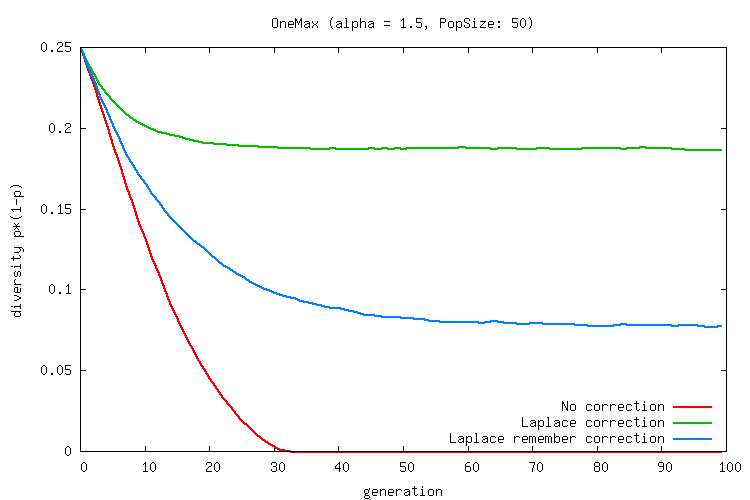 OneMax (alpha = 1.5, PopSize: 50)
0.25
0.2
0.15
0.1
0.05
0
diversity p*(1-p)
No correction
Laplace correction
Laplace remember correction
0 10 20 30 40 50 60 70 80 90 100
generation